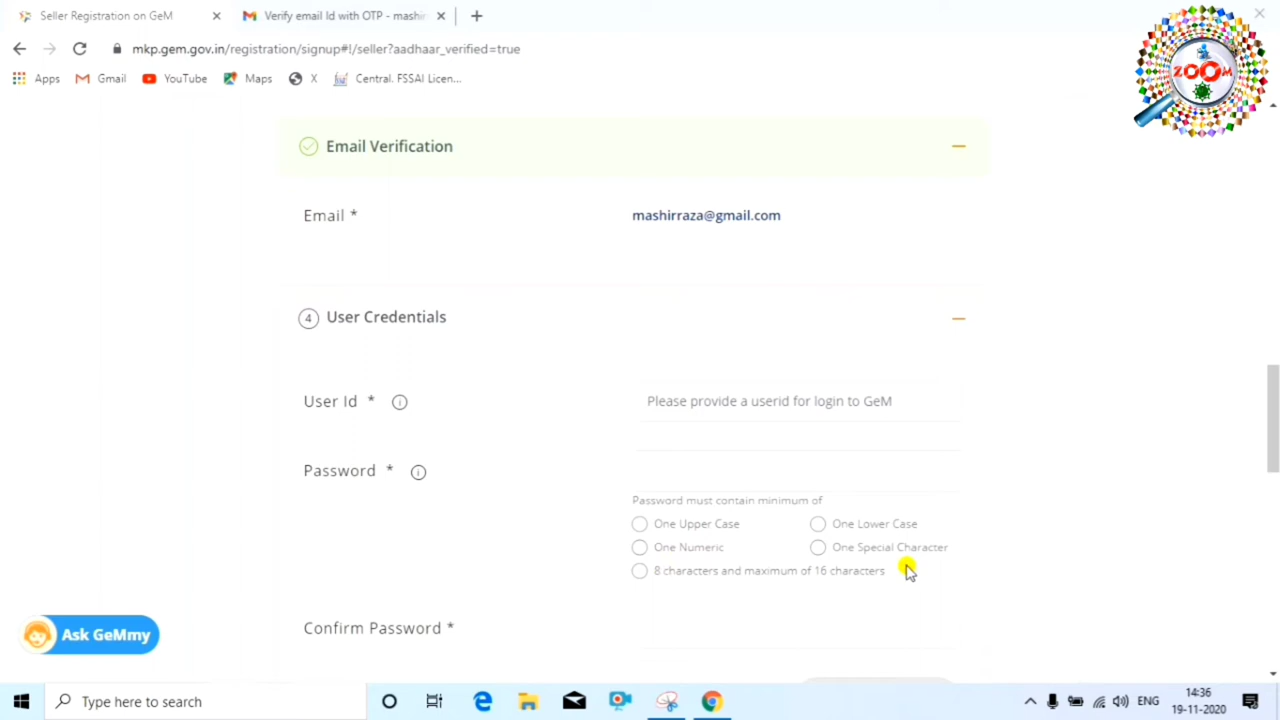 Seller Registration on GeM
Verify email Id with OTP - mashir
mkp.gem.gov.in/registration/signup#!/seller?aadhaar_verified=true
Apps Gmail YouTube Maps X Central. FSSAI Licen...
ZOOM
Email Verification
Email * mashirraza@gmail.com
4 User Credentials
User Id * Please provide a userid for login to GeM
Password *
Password must contain minimum of
One Upper Case One Lower Case
One Numeric One Special Character
8 characters and maximum of 16 characters
Ask GeMmy
Confirm Password *
Type here to search
ENG
14:36
19-11-2020